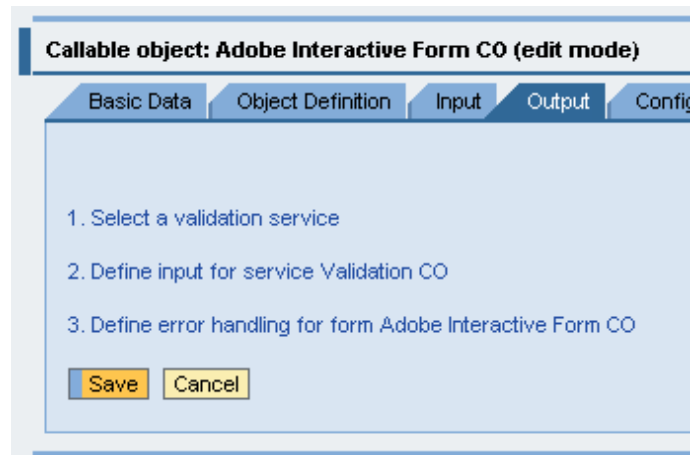 Callable object: Adobe Interactive Form CO (edit mode)
Basic Data Object Definition Input Output Config
1. Select a validation service
2. Define input for service Validation CO
3. Define error handling for form Adobe Interactive Form CO
Save Cancel